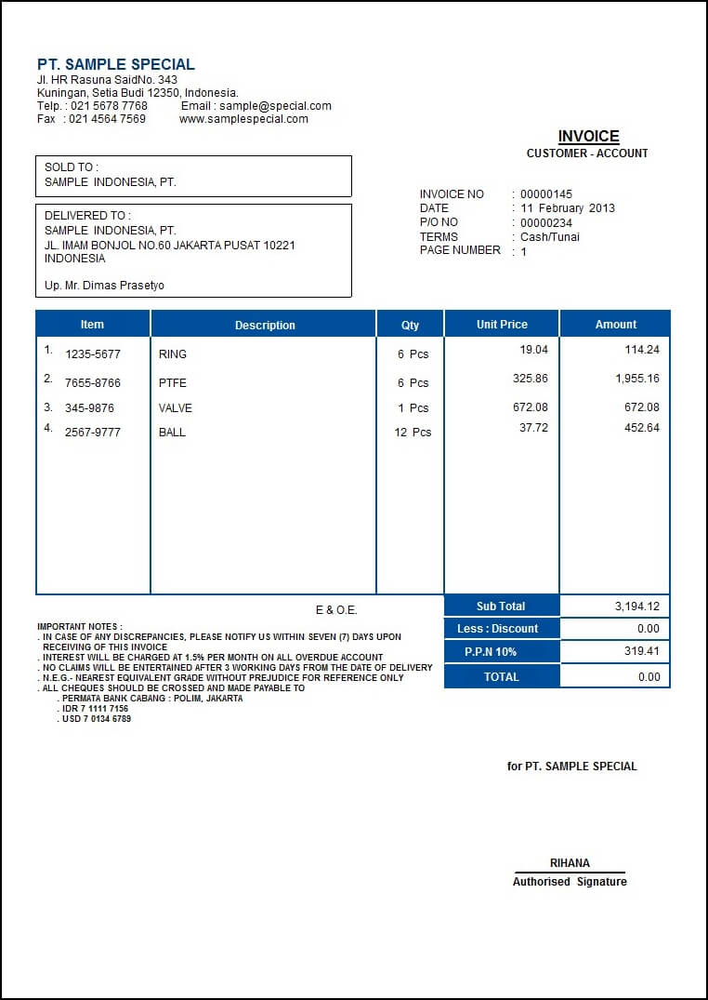 PT. SAMPLE SPECIAL
Jl. HR Rasuna SaidNo. 343
Kuningan, Setia Budi 12350, Indonesia.
Telp. : 021 5678 7768 Email : sample@special.com
Fax : 021 4564 7569 www.samplespecial.com
INVOICE
CUSTOMER - ACCOUNT
SOLD TO :
SAMPLE INDONESIA, PT.
DELIVERED TO :
SAMPLE INDONESIA, PT.
JL. IMAM BONJOL NO.60 JAKARTA PUSAT 10221
INDONESIA
Up. Mr. Dimas Prasetyo
INVOICE NO : 00000145
DATE : 11 February 2013
P/O NO : 00000234
TERMS : Cash/Tunai
PAGE NUMBER : 1
Item Description Qty Unit Price Amount
1. 1235-5677 RING 6 Pcs 19.04 114.24
2. 7655-8766 PTFE 6 Pcs 325.86 1,955.16
3. 345-9876 VALVE 1 Pcs 672.08 672.08
4. 2567-9777 BALL 12 Pcs 37.72 452.64
E & O.E.
Sub Total 3,194.12
Less : Discount 0.00
P.P.N 10% 319.41
TOTAL 0.00
IMPORTANT NOTES :
. IN CASE OF ANY DISCREPANCIES, PLEASE NOTIFY US WITHIN SEVEN (7) DAYS UPON
RECEIVING OF THIS INVOICE
. INTEREST WILL BE CHARGED AT 1.5% PER MONTH ON ALL OVERDUE ACCOUNT
. NO CLAIMS WILL BE ENTERTAINED AFTER 3 WORKING DAYS FROM THE DATE OF DELIVERY
. N.E.G.- NEAREST EQUIVALENT GRADE WITHOUT PREJUDICE FOR REFERENCE ONLY
. ALL CHEQUES SHOULD BE CROSSED AND MADE PAYABLE TO
. PERMATA BANK CABANG : POLIM, JAKARTA
. IDR 7 1111 7156
. USD 7 0134 6789
for PT. SAMPLE SPECIAL
RIHANA
Authorised Signature